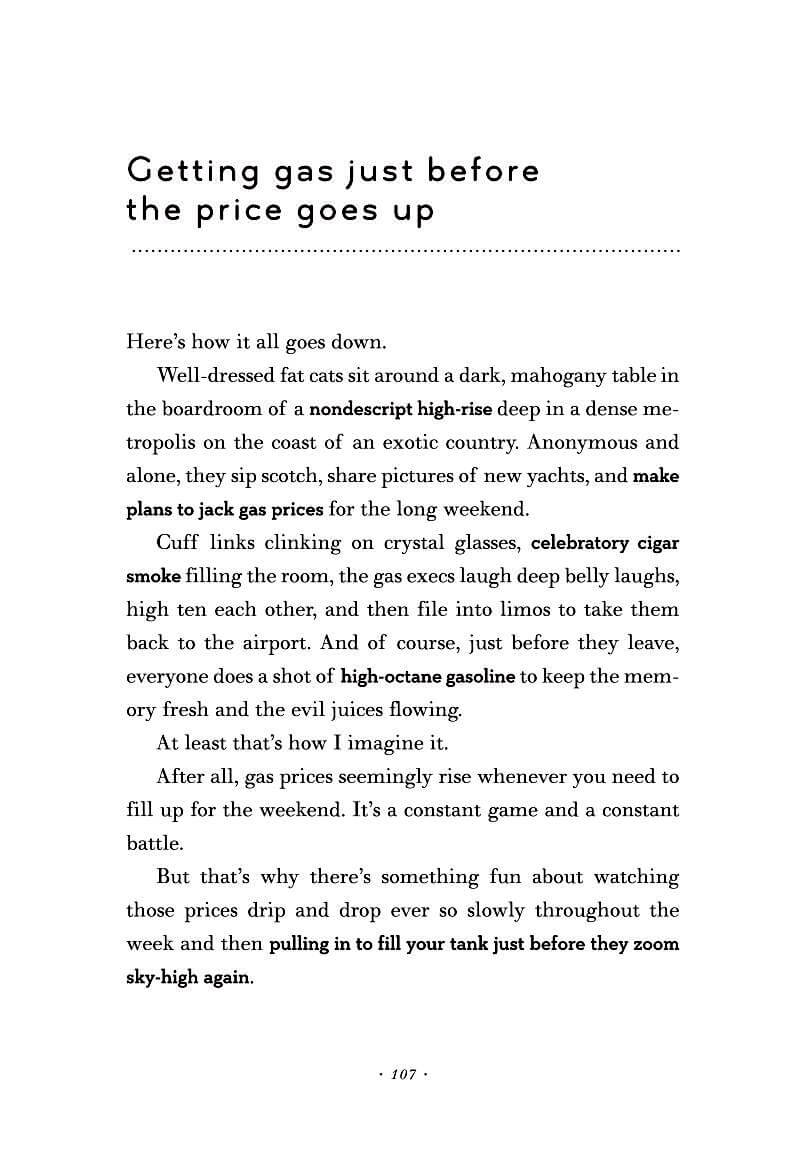 Getting gas just before
the price goes up
Here’s how it all goes down.
Well-dressed fat cats sit around a dark, mahogany table in
the boardroom of a nondescript high-rise deep in a dense me-
tropolis on the coast of an exotic country. Anonymous and
alone, they sip scotch, share pictures of new yachts, and make
plans to jack gas prices for the long weekend.
Cuff links clinking on crystal glasses, celebratory cigar
smoke filling the room, the gas execs laugh deep belly laughs,
high ten each other, and then file into limos to take them
back to the airport. And of course, just before they leave,
everyone does a shot of high-octane gasoline to keep the mem-
ory fresh and the evil juices flowing.
At least that’s how I imagine it.
After all, gas prices seemingly rise whenever you need to
fill up for the weekend. It’s a constant game and a constant
battle.
But that’s why there’s something fun about watching
those prices drip and drop ever so slowly throughout the
week and then pulling in to fill your tank just before they zoom
sky-high again.
· 107 ·